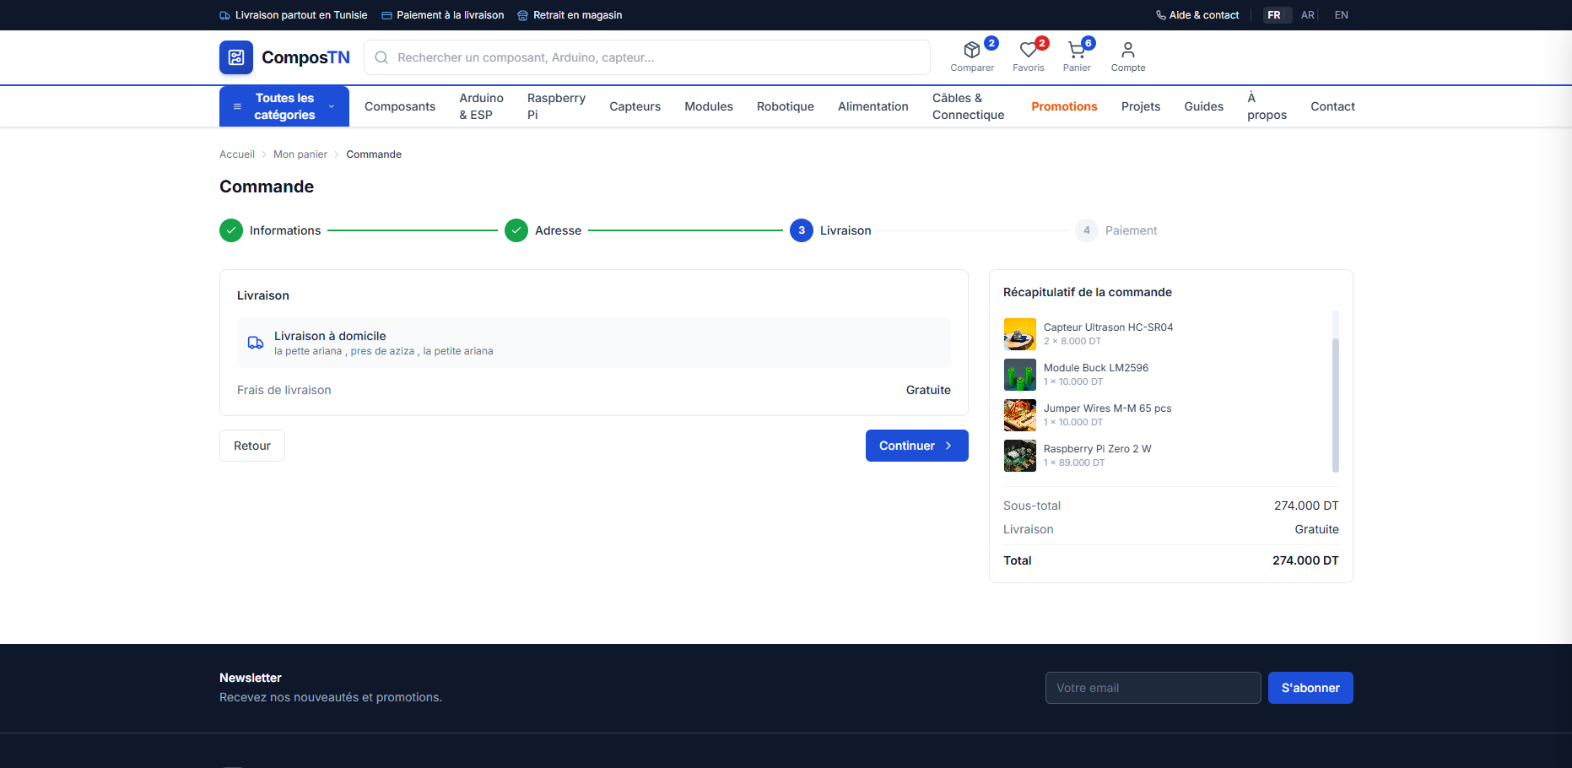 Livraison partout en Tunisie
Paiement à la livraison
Retrait en magasin
Aide & contact
FR
AR
EN
ComposTN
Rechercher un composant, Arduino, capteur...
2
Comparer
2
Favoris
6
Panier
Compte
Toutes les
catégories
Composants
Arduino
& ESP
Raspberry
Pi
Capteurs
Modules
Robotique
Alimentation
Câbles &
Connectique
Promotions
Projets
Guides
À
propos
Contact
Accueil
Mon panier
Commande
Commande
Informations
Adresse
3
Livraison
4
Paiement
Livraison
Livraison à domicile
la pette ariana , pres de aziza , la petite ariana
Frais de livraison
Gratuite
Retour
Continuer
Récapitulatif de la commande
Capteur Ultrason HC-SR04
2 × 8.000 DT
Module Buck LM2596
1 × 10.000 DT
Jumper Wires M-M 65 pcs
1 × 10.000 DT
Raspberry Pi Zero 2 W
1 × 89.000 DT
Sous-total
274.000 DT
Livraison
Gratuite
Total
274.000 DT
Newsletter
Recevez nos nouveautés et promotions.
Votre email
S'abonner